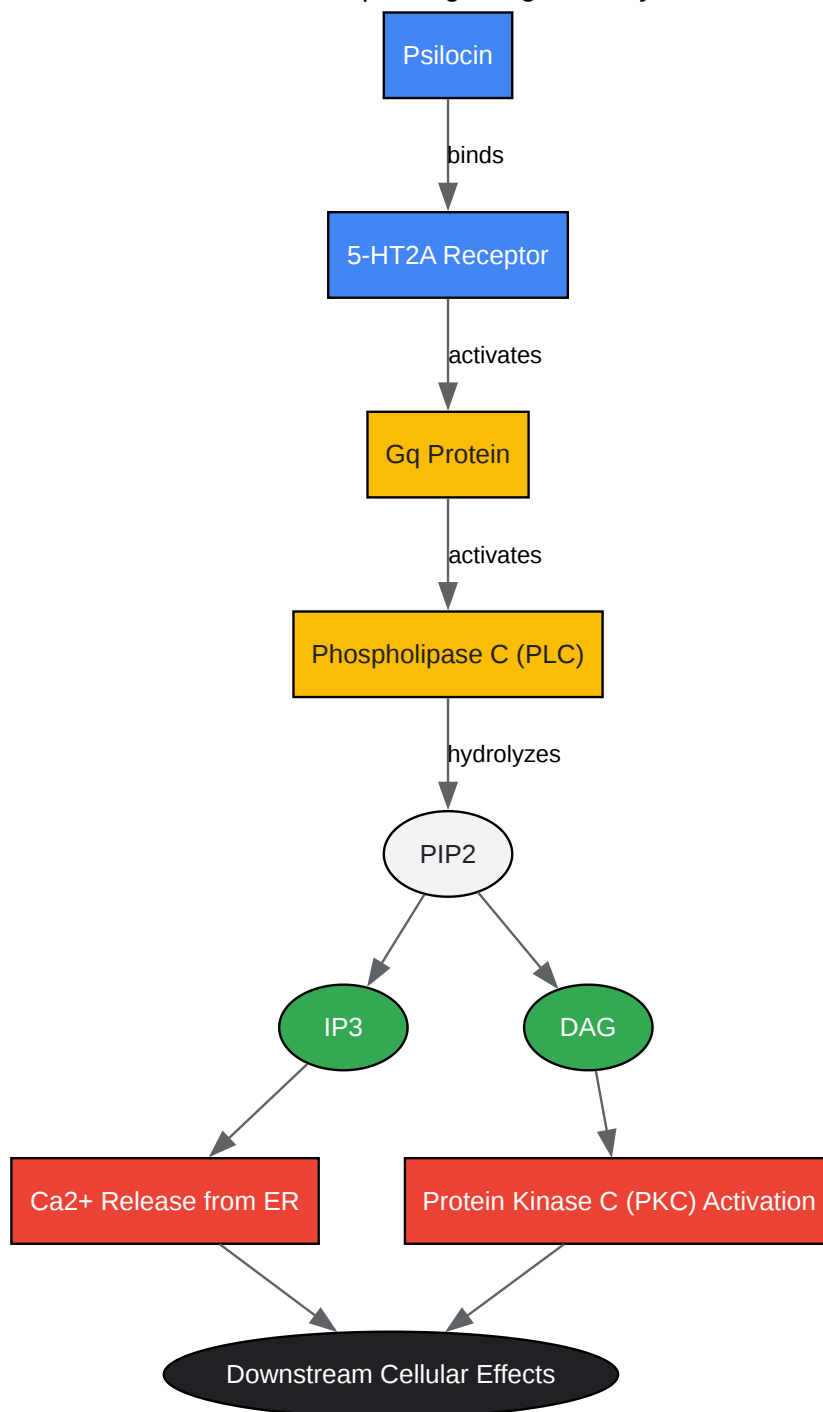 Psilocin
binds
5-HT2A Receptor
activates
Gq Protein
activates
Phospholipase C (PLC)
hydrolyzes
PIP2
IP3 DAG
Ca2+ Release from ER Protein Kinase C (PKC) Activation
Downstream Cellular Effects